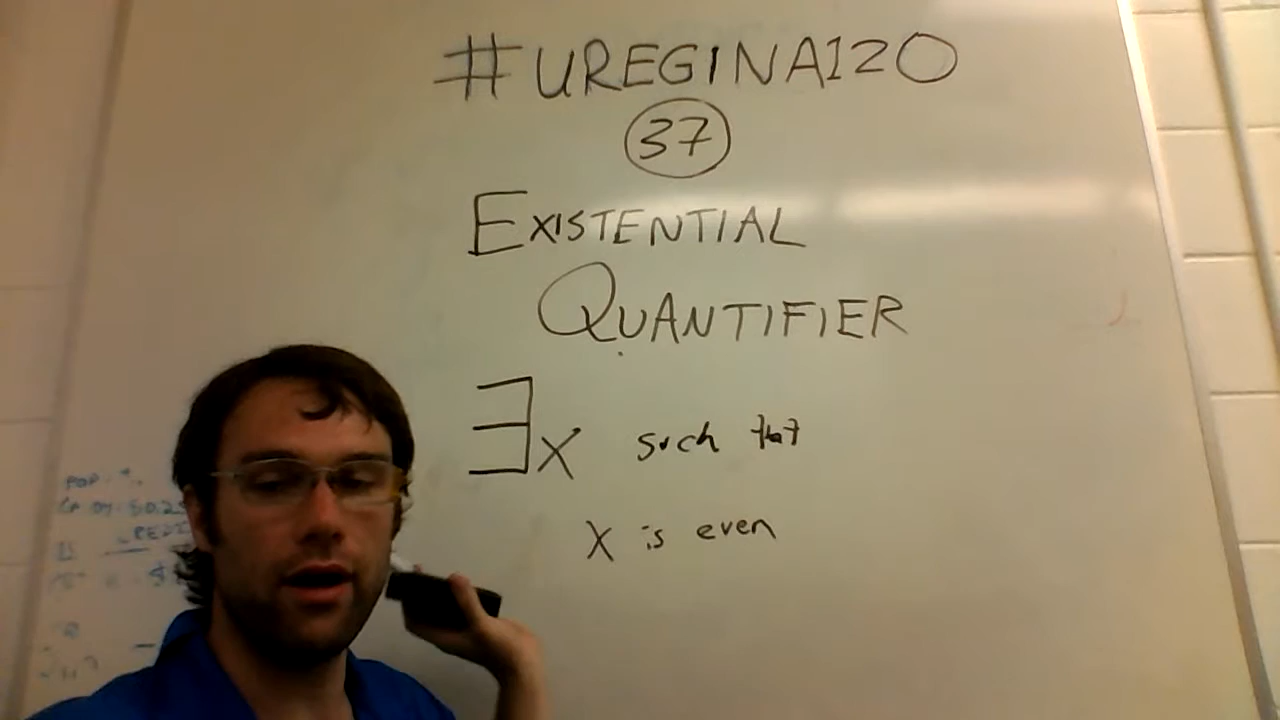 #UREGINA120
37
EXISTENTIAL
QUANTIFIER
∃x such that
x is even